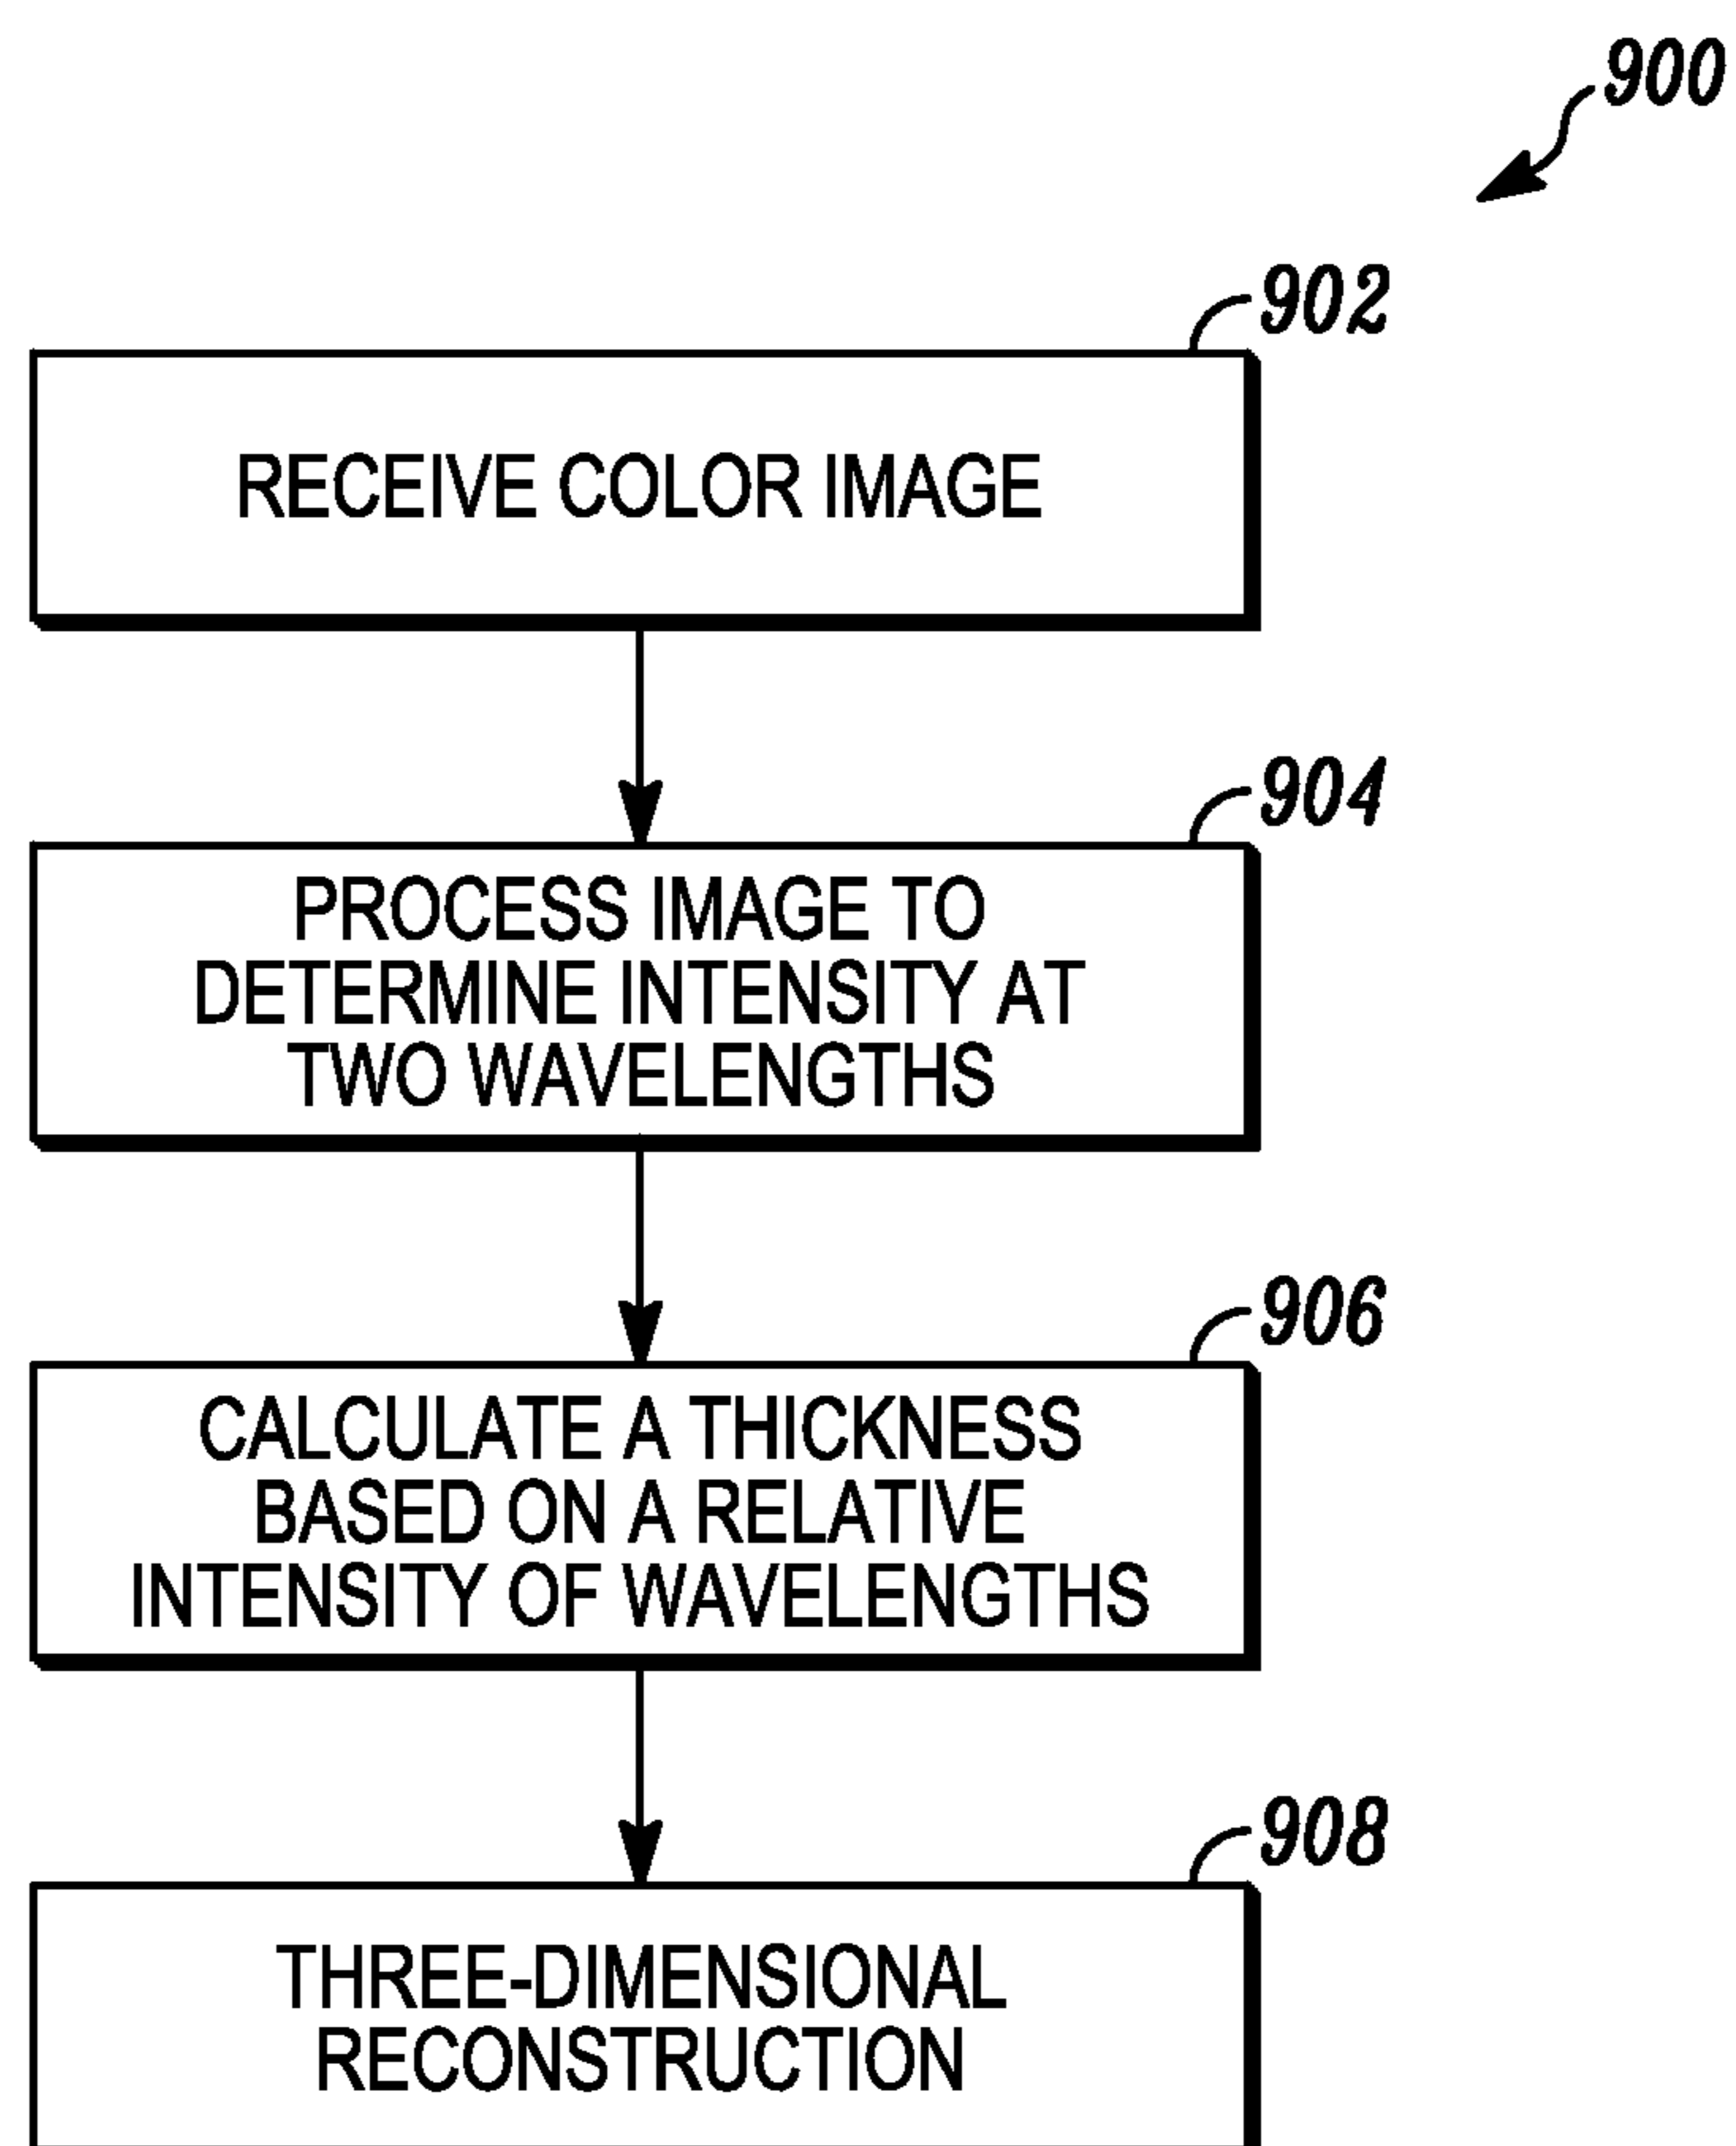 900
902
RECEIVE COLOR IMAGE
904
PROCESS IMAGE TO
DETERMINE INTENSITY AT
TWO WAVELENGTHS
906
CALCULATE A THICKNESS
BASED ON A RELATIVE
INTENSITY OF WAVELENGTHS
908
THREE-DIMENSIONAL
RECONSTRUCTION